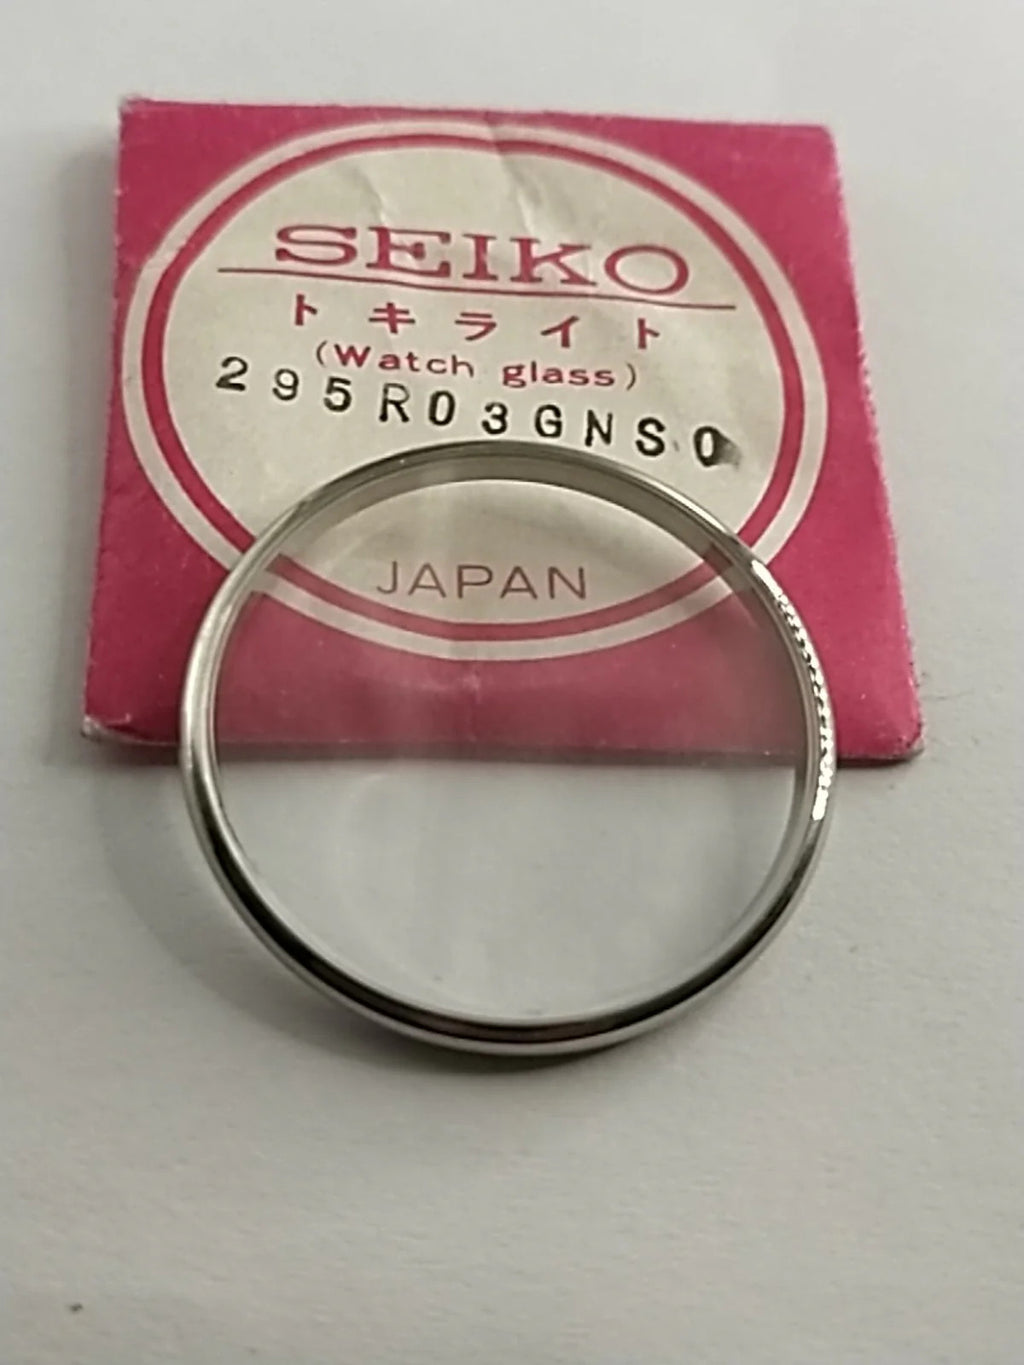 SEIKO
トキライト
(Watch glass)
295R03GNS0
JAPAN